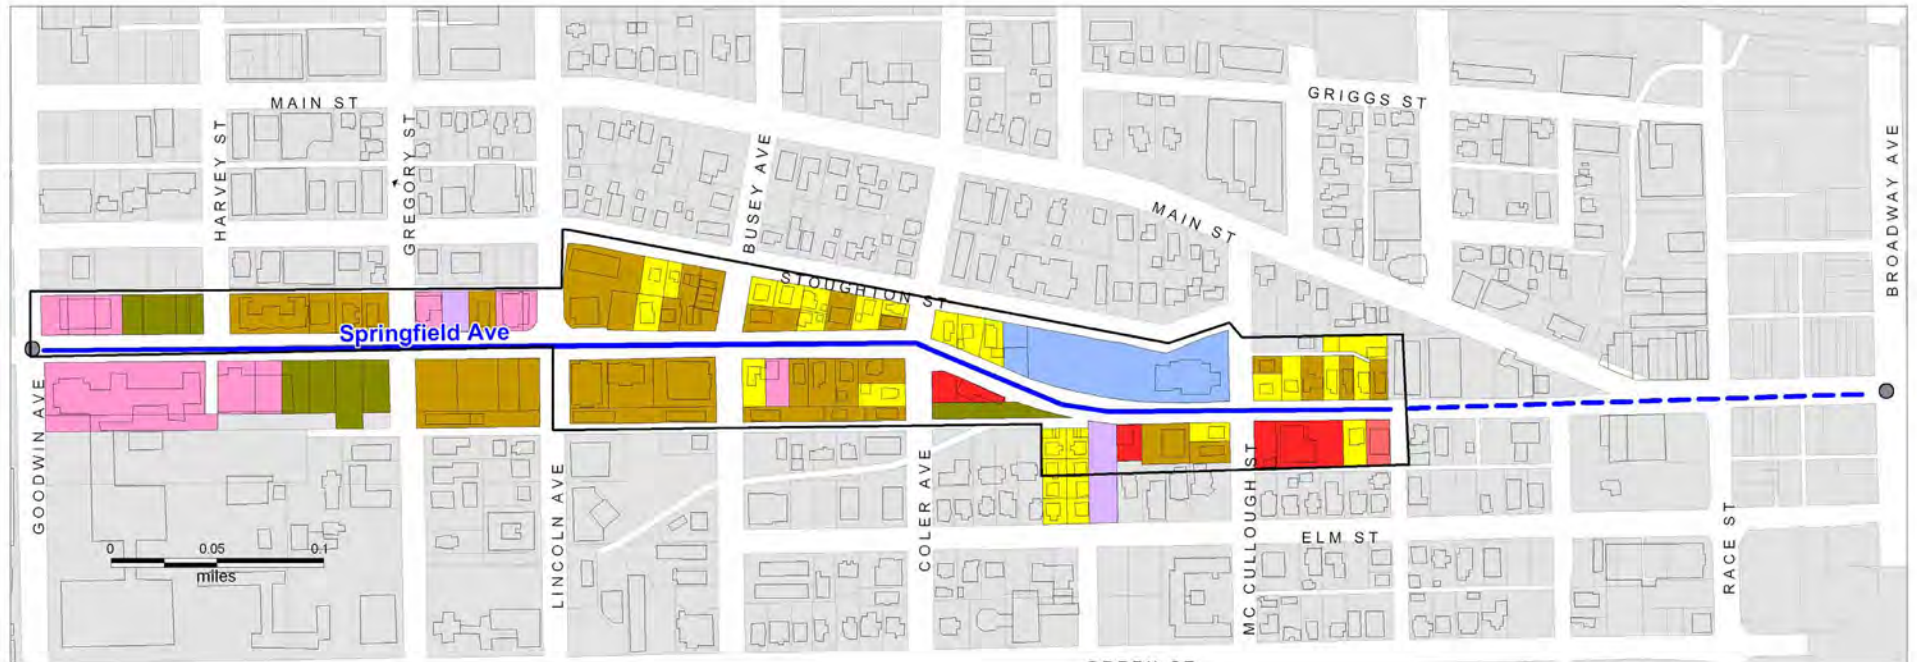 MAIN ST
GRIGGS ST
HARVEY ST
GREGORY ST
BUSEY AVE
BROADWAY AVE
MAIN ST
STOUGHTON ST
Springfield Ave
GOODWIN AVE
LINCOLN AVE
COLER AVE
MC CULLOUGH ST
RACE ST
ELM ST
0 0.05 0.1
miles